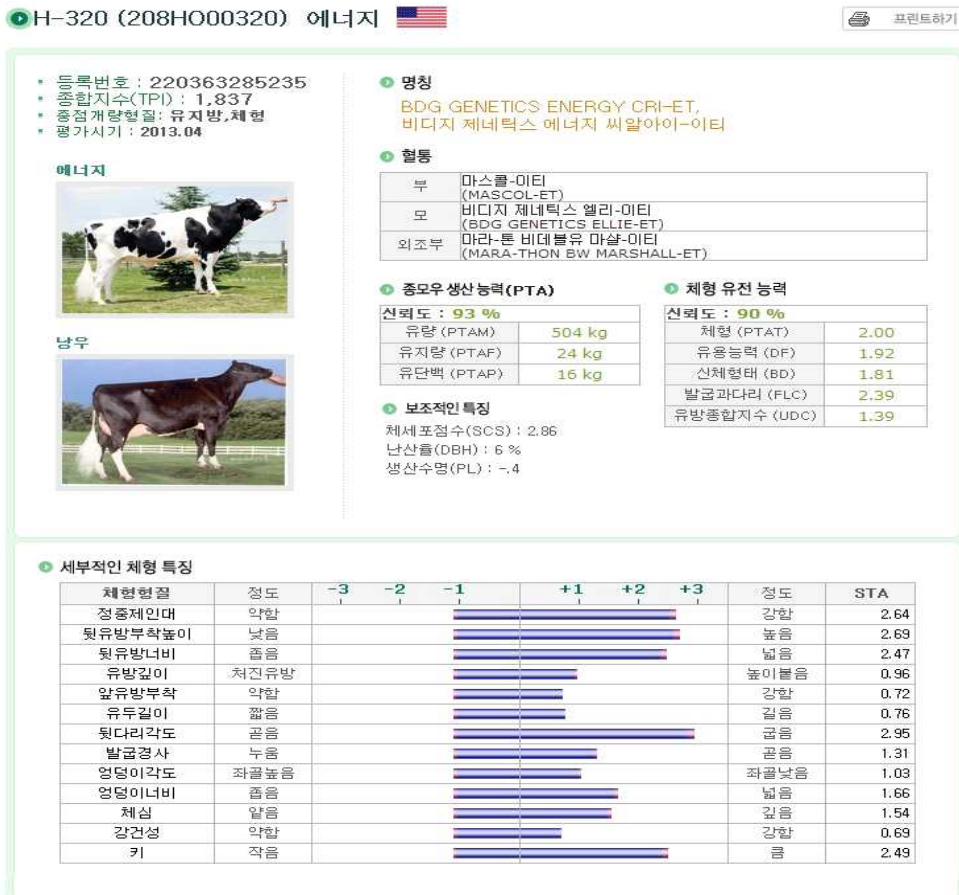 H-320 (208HO00320) 에너지
프린트하기
등록번호 : 220363285235
종합지수(TPI) : 1,837
중점개량형질: 유지방,체형
평가시기 : 2013.04
에너지
낭우
명칭
BDG GENETICS ENERGY CRI-ET,
비디지 제네틱스 에너지 씨알아이-이티
혈통
부 마스콜-이티
(MASCOL-ET)
모 비디지 제네틱스 엘리-이티
(BDG GENETICS ELLIE-ET)
외조부 마라-톤 비데블유 마샬-이티
(MARA-THON BW MARSHALL-ET)
종모우 생산 능력(PTA)
신뢰도 : 93 %
유량 (PTAM) 504 kg
유지량 (PTAF) 24 kg
유단백 (PTAP) 16 kg
보조적인 특징
체세포점수(SCS) : 2.86
난산율(DBH) : 6 %
생산수명(PL) : -.4
체형 유전 능력
신뢰도 : 90 %
체형 (PTAT) 2.00
유용능력 (DF) 1.92
신체형태 (BD) 1.81
발굽과다리 (FLC) 2.39
유방종합지수 (UDC) 1.39
세부적인 체형 특징
체형형질 정도 -3 -2 -1 +1 +2 +3 정도 STA
정중제인대 약함 강함 2.64
뒷유방부착높이 낮음 높음 2.69
뒷유방너비 좁음 넓음 2.47
유방깊이 처진유방 높이붙음 0.96
앞유방부착 약함 강함 0.72
유두길이 짧음 길음 0.76
뒷다리각도 곧음 굽음 2.95
발굽경사 누움 곧음 1.31
엉덩이각도 좌골높음 좌골낮음 1.03
엉덩이너비 좁음 넓음 1.66
체심 얕음 깊음 1.54
강건성 약함 강함 0.69
키 작음 큼 2.49